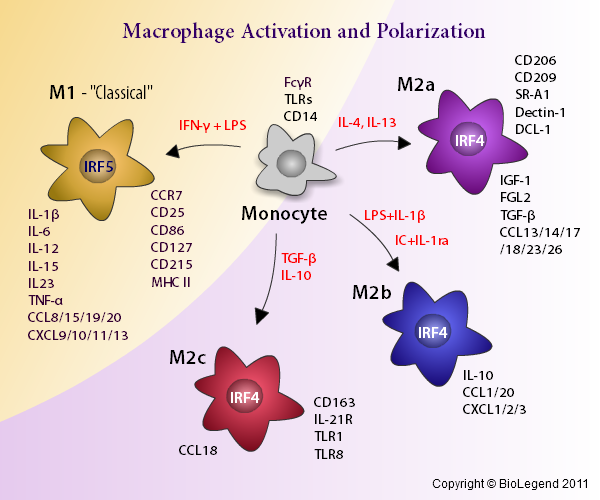 Macrophage Activation and Polarization
M1 - "Classical"
IRF5
IFN-γ + LPS
IL-1β
IL-6
IL-12
IL-15
IL23
TNF-α
CCL8/15/19/20
CXCL9/10/11/13
CCR7
CD25
CD86
CD127
CD215
MHC II
FcγR
TLRs
CD14
Monocyte
IL-4, IL-13
M2a
IRF4
CD206
CD209
SR-A1
Dectin-1
DCL-1
IGF-1
FGL2
TGF-β
CCL13/14/17
/18/23/26
LPS+IL-1β
IC+IL-1ra
M2b
IRF4
IL-10
CCL1/20
CXCL1/2/3
TGF-β
IL-10
M2c
IRF4
CCL18
CD163
IL-21R
TLR1
TLR8
Copyright © BioLegend 2011